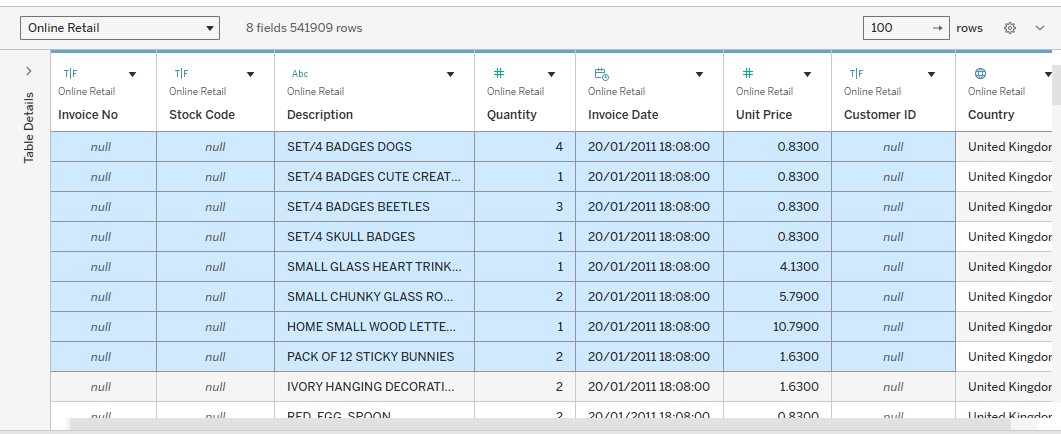 Online Retail 8 fields 541909 rows 100 → rows
Table Details
T|F T|F Abc # # T|F
Online Retail Online Retail Online Retail Online Retail Online Retail Online Retail Online Retail Online Retail
Invoice No Stock Code Description Quantity Invoice Date Unit Price Customer ID Country
null null SET/4 BADGES DOGS 4 20/01/2011 18:08:00 0.8300 null United Kingdor
null null SET/4 BADGES CUTE CREAT... 1 20/01/2011 18:08:00 0.8300 null United Kingdor
null null SET/4 BADGES BEETLES 3 20/01/2011 18:08:00 0.8300 null United Kingdor
null null SET/4 SKULL BADGES 1 20/01/2011 18:08:00 0.8300 null United Kingdor
null null SMALL GLASS HEART TRINK... 1 20/01/2011 18:08:00 4.1300 null United Kingdor
null null SMALL CHUNKY GLASS RO... 2 20/01/2011 18:08:00 5.7900 null United Kingdor
null null HOME SMALL WOOD LETTE... 1 20/01/2011 18:08:00 10.7900 null United Kingdor
null null PACK OF 12 STICKY BUNNIES 2 20/01/2011 18:08:00 1.6300 null United Kingdor
null null IVORY HANGING DECORATI... 2 20/01/2011 18:08:00 1.6300 null United Kingdor
null null RED, EGG, SPOON 2 20/01/2011 18:08:00 0.8300 null United Kingdor